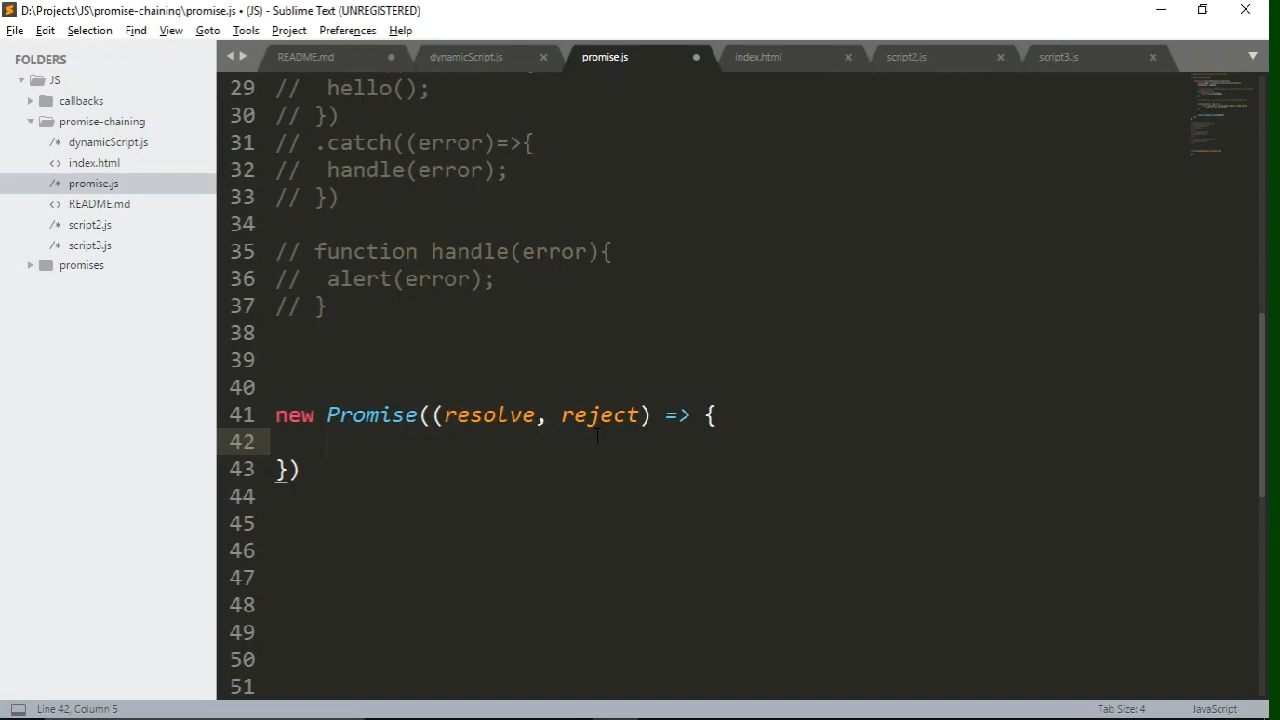 D:\Projects\JS\promise-chaining\promise.js • (JS) - Sublime Text (UNREGISTERED)
File Edit Selection Find View Goto Tools Project Preferences Help
FOLDERS
JS
callbacks
promise-chaining
/* dynamicScript.js
<> index.html
/* promise.js
<> README.md
/* script2.js
/* script3.js
promises
README.md dynamicScript.js promise.js index.html script2.js script3.js
29 // hello();
30 // })
31 // .catch((error)=>{
32 // handle(error);
33 // })
34
35 // function handle(error){
36 // alert(error);
37 // }
38
39
40
41 new Promise((resolve, reject) => {
42
43 })
44
45
46
47
48
49
50
51
Line 42, Column 5 Tab Size: 4 JavaScript